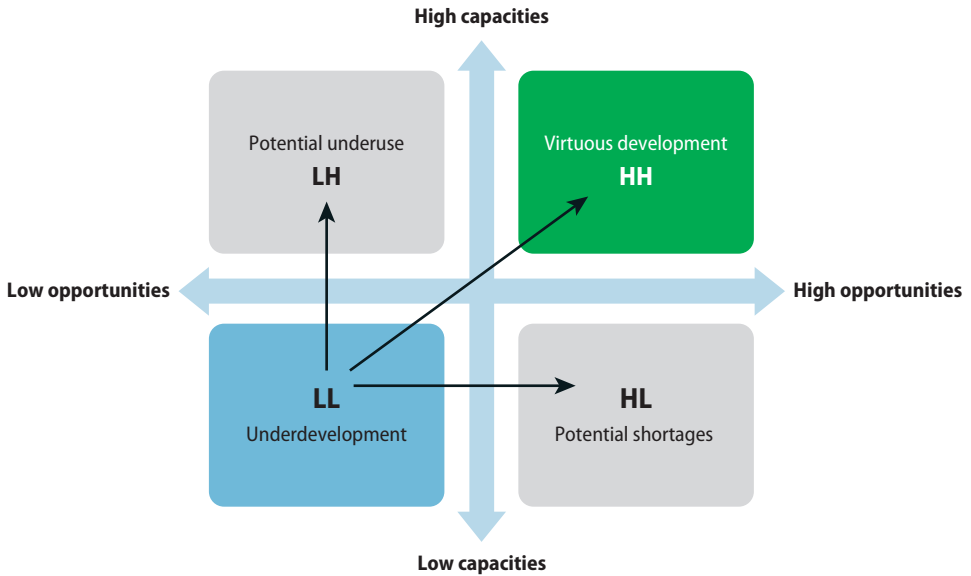 High capacities
Potential underuse
LH
Virtuous development
HH
Low opportunities
High opportunities
LL
Underdevelopment
HL
Potential shortages
Low capacities